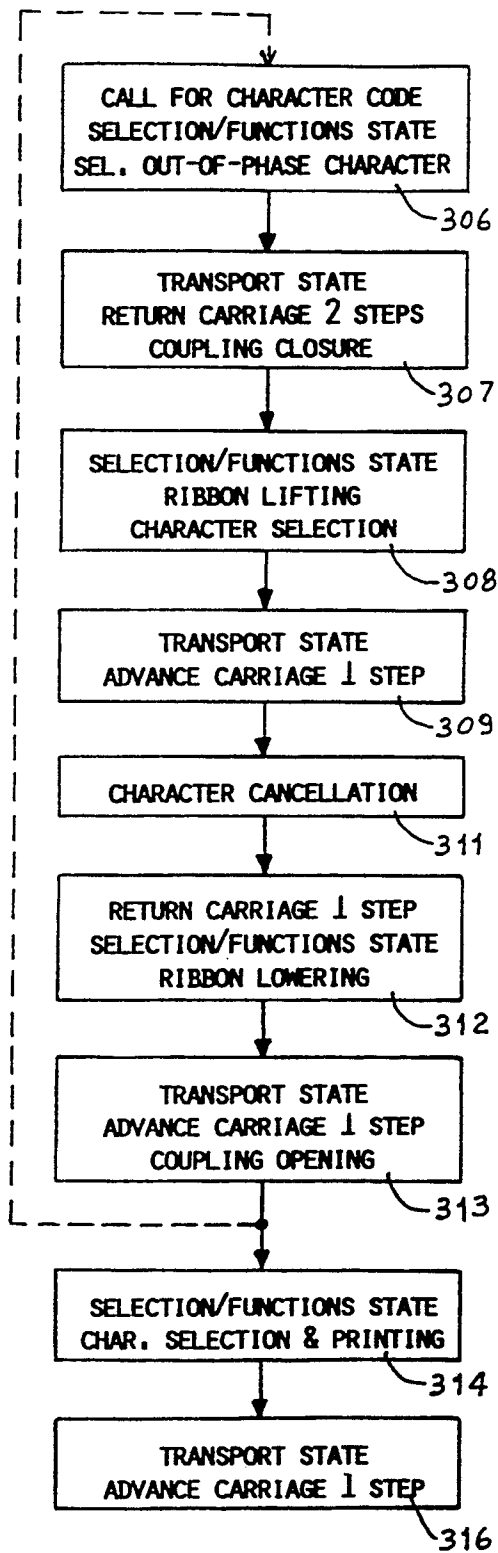 CALL FOR CHARACTER CODE
SELECTION/FUNCTIONS STATE
SEL. OUT-OF-PHASE CHARACTER
306
TRANSPORT STATE
RETURN CARRIAGE 2 STEPS
COUPLING CLOSURE
307
SELECTION/FUNCTIONS STATE
RIBBON LIFTING
CHARACTER SELECTION
308
TRANSPORT STATE
ADVANCE CARRIAGE 1 STEP
309
CHARACTER CANCELLATION
311
RETURN CARRIAGE 1 STEP
SELECTION/FUNCTIONS STATE
RIBBON LOWERING
312
TRANSPORT STATE
ADVANCE CARRIAGE 1 STEP
COUPLING OPENING
313
SELECTION/FUNCTIONS STATE
CHAR. SELECTION & PRINTING
314
TRANSPORT STATE
ADVANCE CARRIAGE 1 STEP
316